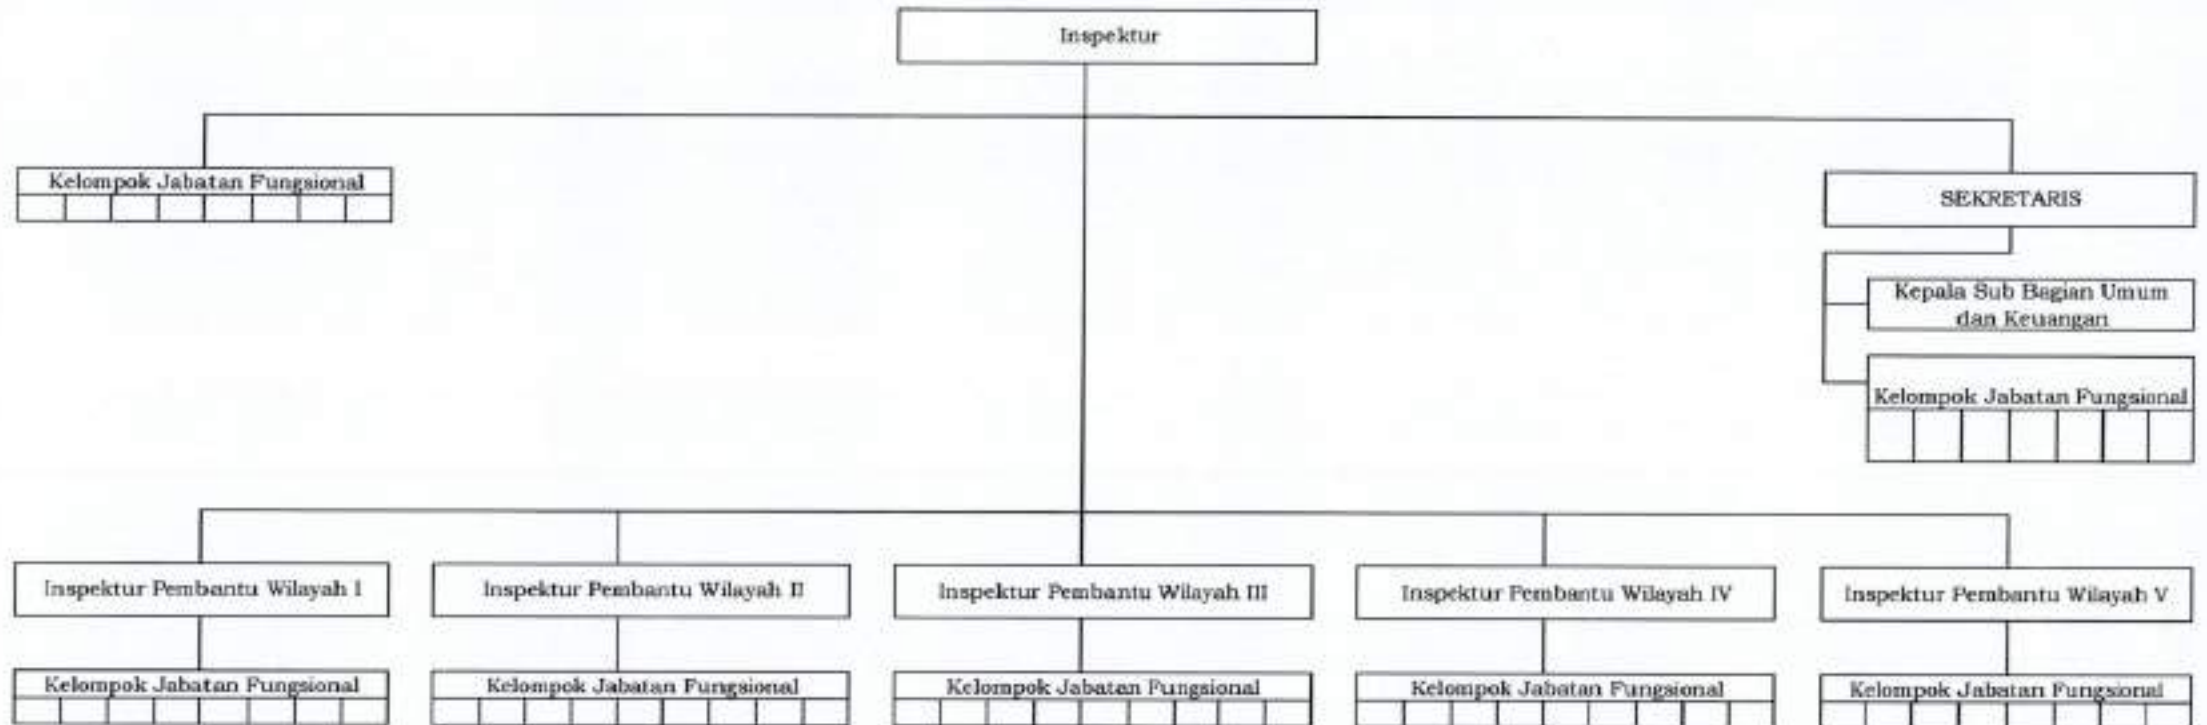 Inspektur
Kelompok Jabatan Fungsional
SEKRETARIS
Kepala Sub Bagian Umum
dan Keuangan
Kelompok Jabatan Fungsional
Inspektur Pembantu Wilayah I
Inspektur Pembantu Wilayah II
Inspektur Pembantu Wilayah III
Inspektur Pembantu Wilayah IV
Inspektur Pembantu Wilayah V
Kelompok Jabatan Fungsional
Kelompok Jabatan Fungsional
Kelompok Jabatan Fungsional
Kelompok Jabatan Fungsional
Kelompok Jabatan Fungsional